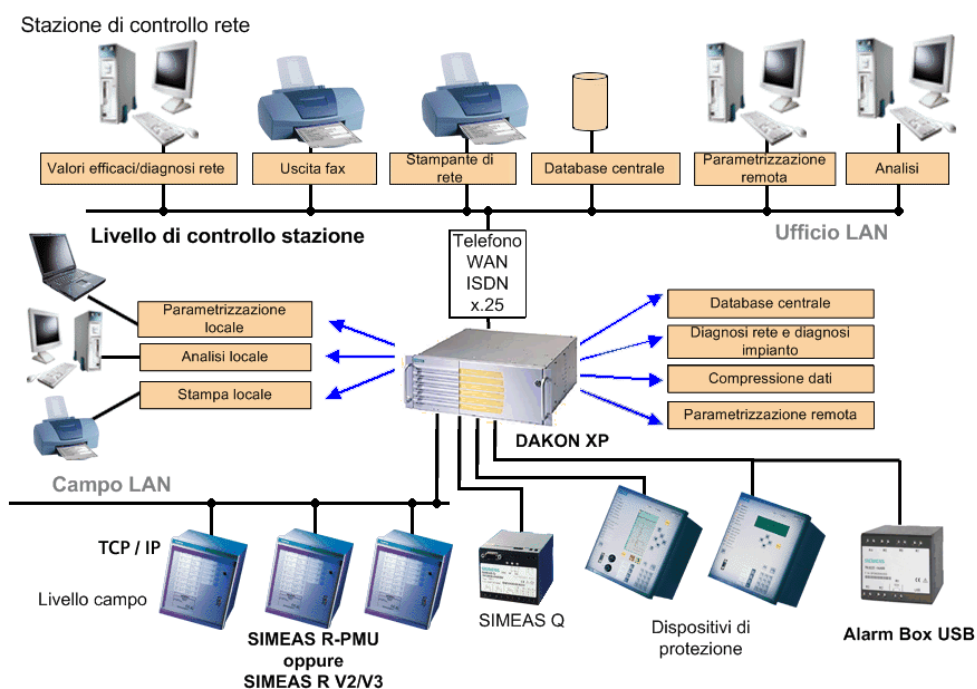 Stazione di controllo rete
Valori efficaci/diagnosi rete
Uscita fax
Stampante di
rete
Database centrale
Parametrizzazione
remota
Analisi
Livello di controllo stazione
Ufficio LAN
Telefono
WAN
ISDN
x.25
Parametrizzazione
locale
Analisi locale
Stampa locale
Database centrale
Diagnosi rete e diagnosi
impianto
Compressione dati
Parametrizzazione remota
DAKON XP
Campo LAN
TCP / IP
Livello campo
SIMEAS R-PMU
oppure
SIMEAS R V2/V3
SIMEAS Q
Dispositivi di
protezione
Alarm Box USB